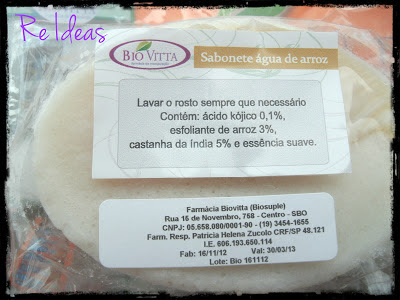 Re Ideas
BIO VITTA
Sabonete água de arroz
Lavar o rosto sempre que necessário
Contém: ácido kójico 0,1%,
esfoliante de arroz 3%,
castanha da índia 5% e essência suave.
Farmácia Biovitta (Biosuple)
Rua 15 de Novembro, 768 - Centro - SBO
CNPJ: 05.658.080/0001-90 - (19) 3454-1655
Farm. Resp. Patricia Helena Zucolo CRF/SP 48.121
I.E. 606.193.650.114
Fab: 16/11/12 Val: 30/03/13
Lote: Bio 161112